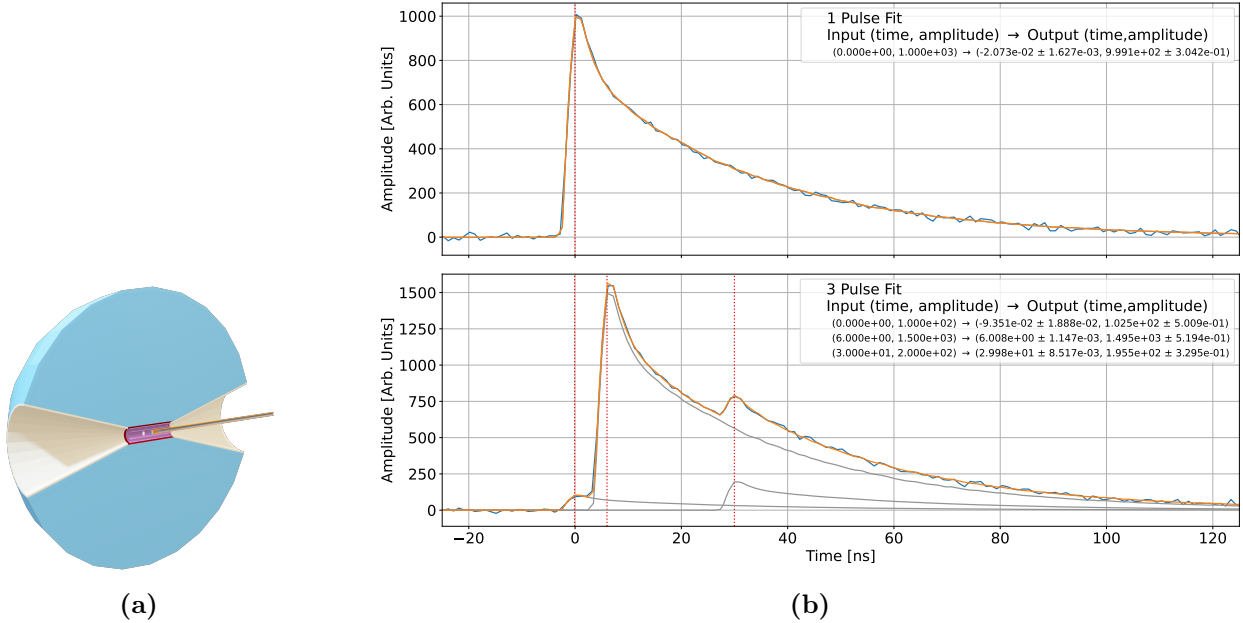 1000
800
600
400
200
0
Amplitude [Arb. Units]
1 Pulse Fit
Input (time, amplitude) → Output (time,amplitude)
(0.000e+00, 1.000e+03) → (-2.073e-02 ± 1.627e-03, 9.991e+02 ± 3.042e-01)
1500
1250
1000
750
500
250
0
Amplitude [Arb. Units]
3 Pulse Fit
Input (time, amplitude) → Output (time,amplitude)
(0.000e+00, 1.000e+02) → (-9.351e-02 ± 1.888e-02, 1.025e+02 ± 5.009e-01)
(6.000e+00, 1.500e+03) → (6.008e+00 ± 1.147e-03, 1.495e+03 ± 5.194e-01)
(3.000e+01, 2.000e+02) → (2.998e+01 ± 8.517e-03, 1.955e+02 ± 3.295e-01)
−20 0 20 40 60 80 100 120
Time [ns]
(a) (b)